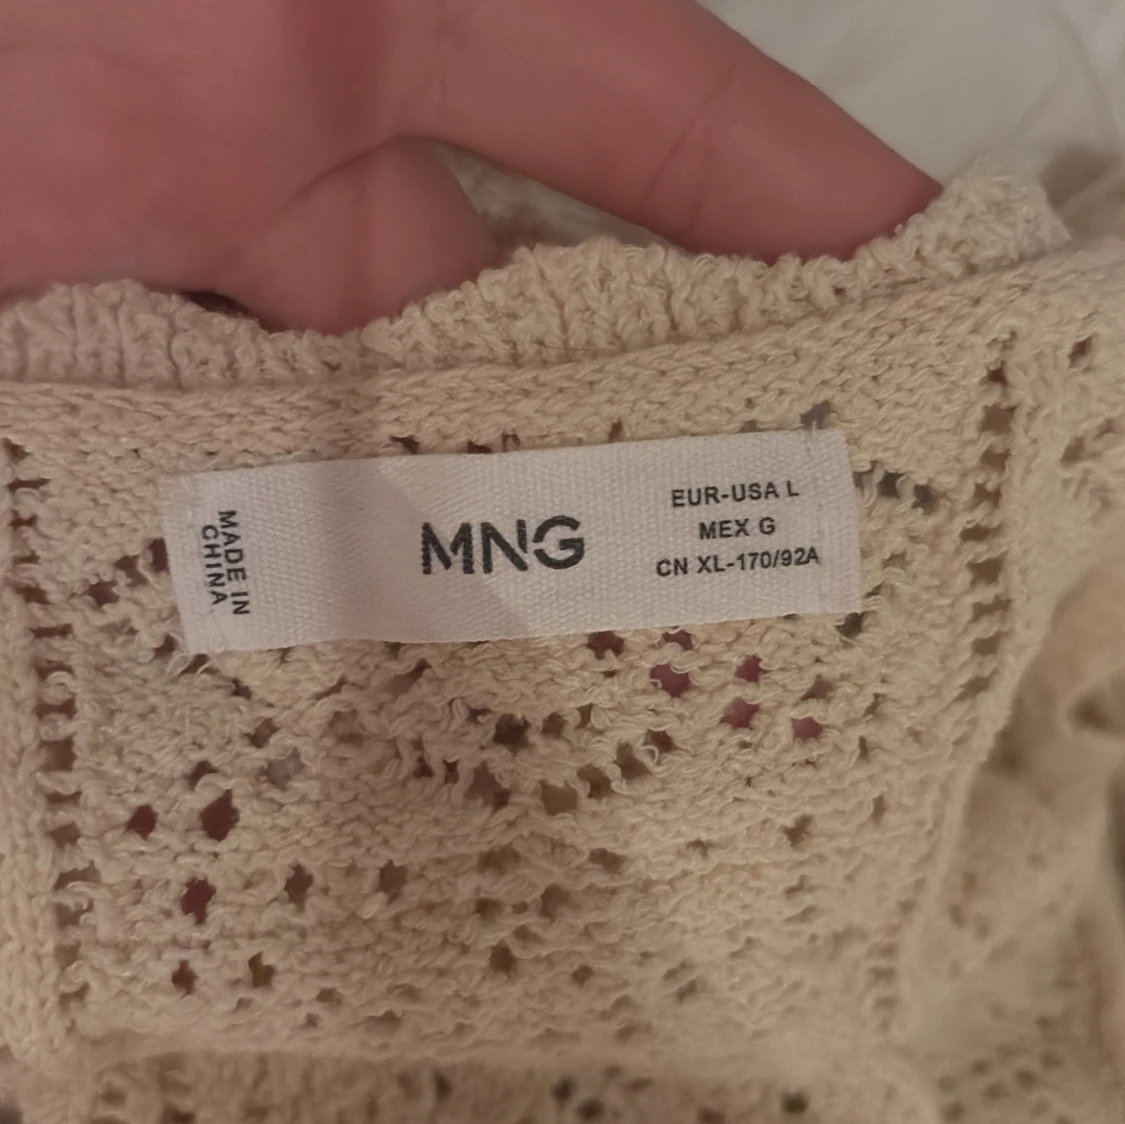 MADE IN
CHINA
MNG
EUR-USA L
MEX G
CN XL-170/92A